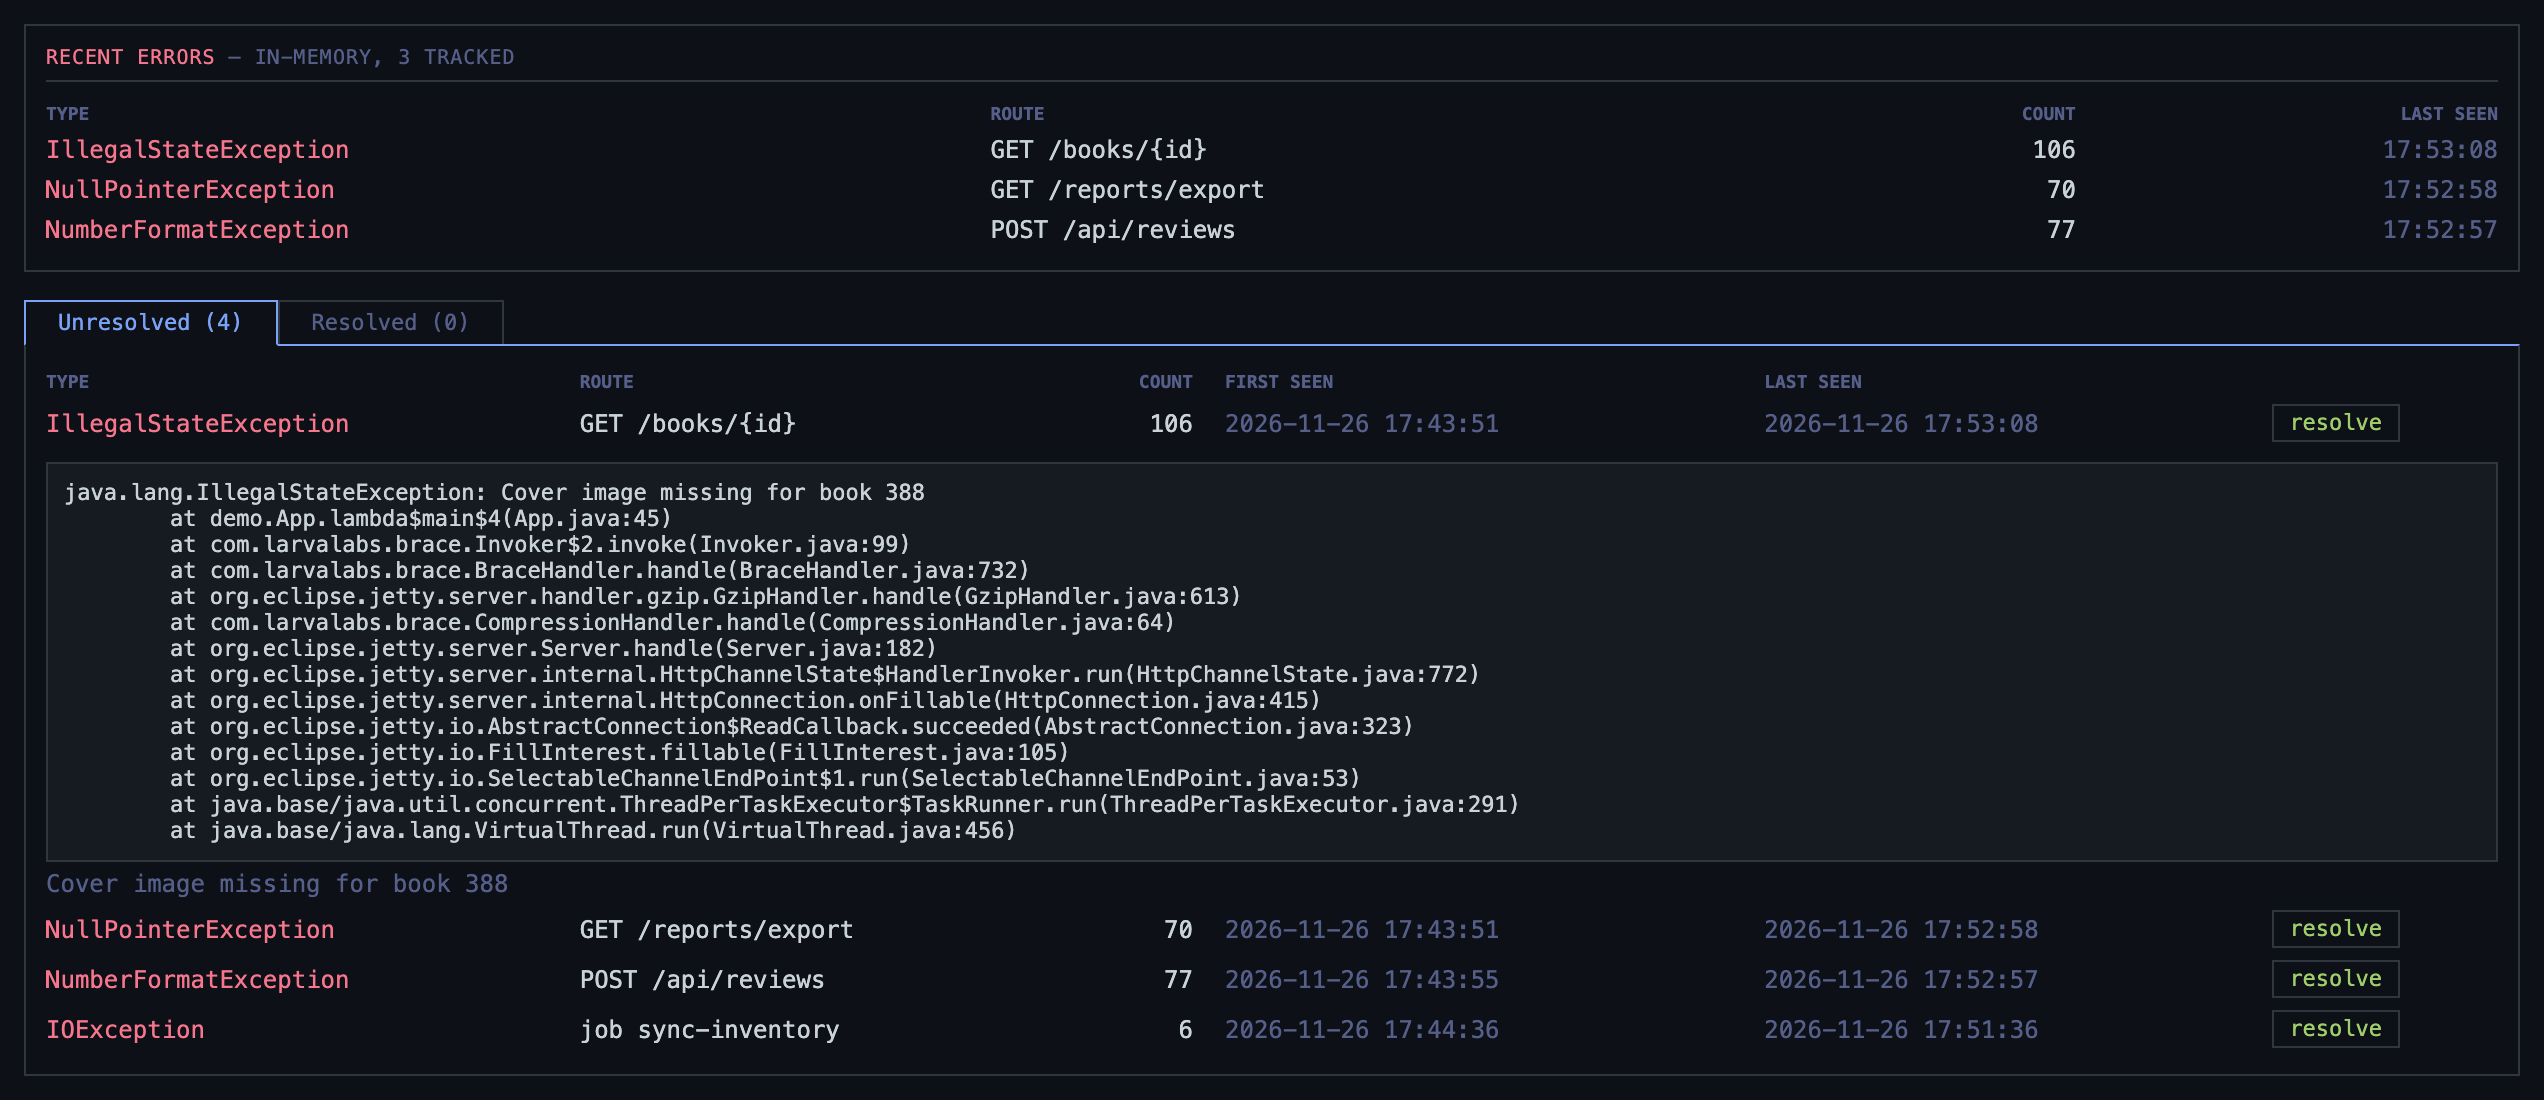 RECENT ERRORS — IN-MEMORY, 3 TRACKED
TYPE ROUTE COUNT LAST SEEN
IllegalStateException GET /books/{id} 106 17:53:08
NullPointerException GET /reports/export 70 17:52:58
NumberFormatException POST /api/reviews 77 17:52:57
Unresolved (4) Resolved (0)
TYPE ROUTE COUNT FIRST SEEN LAST SEEN
IllegalStateException GET /books/{id} 106 2026-11-26 17:43:51 2026-11-26 17:53:08 resolve
java.lang.IllegalStateException: Cover image missing for book 388
at demo.App.lambda$main$4(App.java:45)
at com.larvalabs.brace.Invoker$2.invoke(Invoker.java:99)
at com.larvalabs.brace.BraceHandler.handle(BraceHandler.java:732)
at org.eclipse.jetty.server.handler.gzip.GzipHandler.handle(GzipHandler.java:613)
at com.larvalabs.brace.CompressionHandler.handle(CompressionHandler.java:64)
at org.eclipse.jetty.server.Server.handle(Server.java:182)
at org.eclipse.jetty.server.internal.HttpChannelState$HandlerInvoker.run(HttpChannelState.java:772)
at org.eclipse.jetty.server.internal.HttpConnection.onFillable(HttpConnection.java:415)
at org.eclipse.jetty.io.AbstractConnection$ReadCallback.succeeded(AbstractConnection.java:323)
at org.eclipse.jetty.io.FillInterest.fillable(FillInterest.java:105)
at org.eclipse.jetty.io.SelectableChannelEndPoint$1.run(SelectableChannelEndPoint.java:53)
at java.base/java.util.concurrent.ThreadPerTaskExecutor$TaskRunner.run(ThreadPerTaskExecutor.java:291)
at java.base/java.lang.VirtualThread.run(VirtualThread.java:456)
Cover image missing for book 388
NullPointerException GET /reports/export 70 2026-11-26 17:43:51 2026-11-26 17:52:58 resolve
NumberFormatException POST /api/reviews 77 2026-11-26 17:43:55 2026-11-26 17:52:57 resolve
IOException job sync-inventory 6 2026-11-26 17:44:36 2026-11-26 17:51:36 resolve